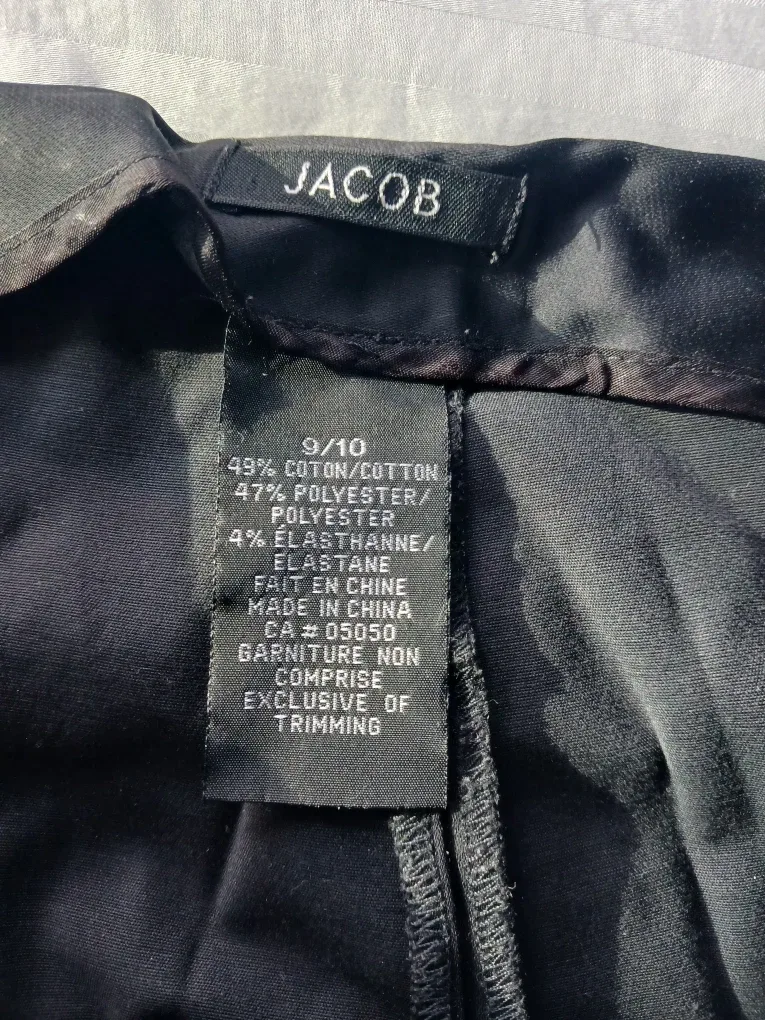 JACOB
9/10
49% COTON/COTTON
47% POLYESTER/
POLYESTER
4% ÉLASTHANNE/
ELASTANE
FAIT EN CHINE
MADE IN CHINA
CA # 05050
GARNITURE NON
COMPRISE
EXCLUSIVE OF
TRIMMING